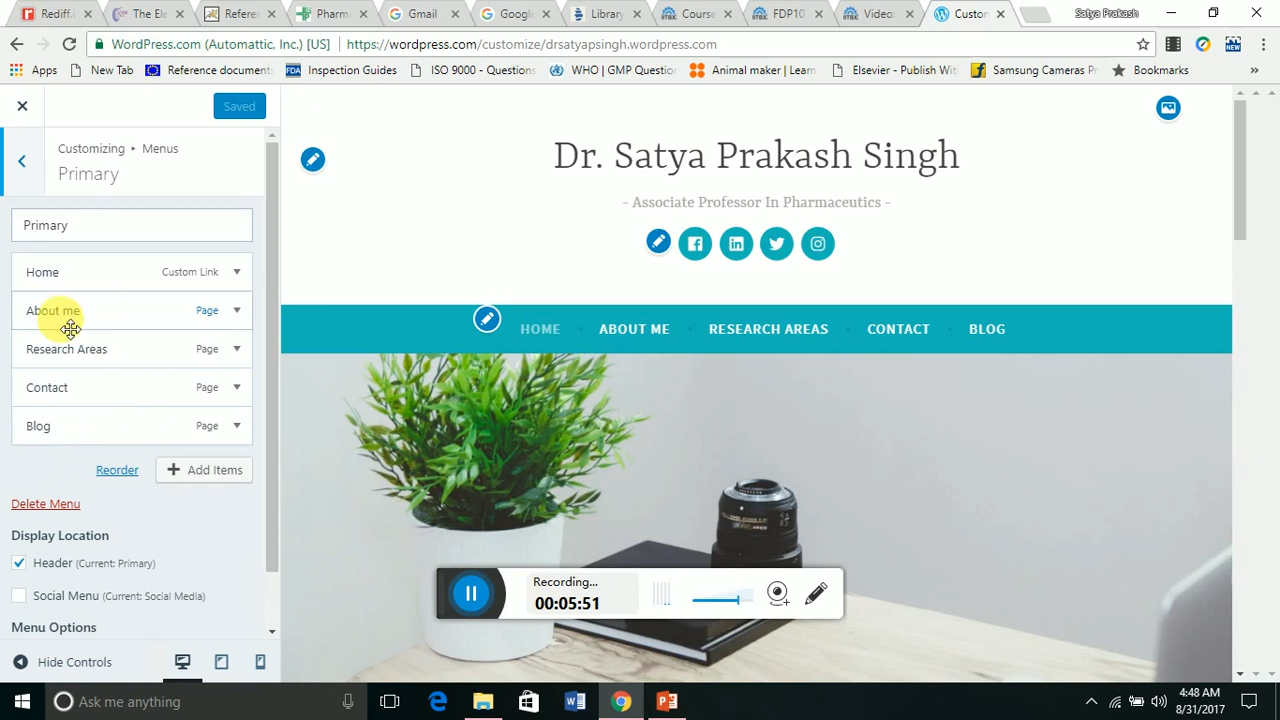 Rediff.
The Ele
Refere
Pharma
Gmail
Google
Library
Course
FDP10
Video
Custom
Satya Prakash
WordPress.com (Automattic, Inc.) [US]
https://wordpress.com/customize/drsatyapsingh.wordpress.com
Apps
New Tab
Reference document
Inspection Guides
ISO 9000 - Questions
WHO | GMP Question
Animal maker | Learn
Elsevier - Publish Wit
Samsung Cameras Pr
Bookmarks
Saved
Customizing ▸ Menus
Primary
Primary
Home Custom Link
About me Page
Research Areas Page
Contact Page
Blog Page
Reorder
Add Items
Delete Menu
Display Location
Header (Current: Primary)
Social Menu (Current: Social Media)
Menu Options
Hide Controls
Dr. Satya Prakash Singh
- Associate Professor In Pharmaceutics -
HOME ABOUT ME RESEARCH AREAS CONTACT BLOG
Recording...
00:05:51
Ask me anything
4:48 AM
8/31/2017